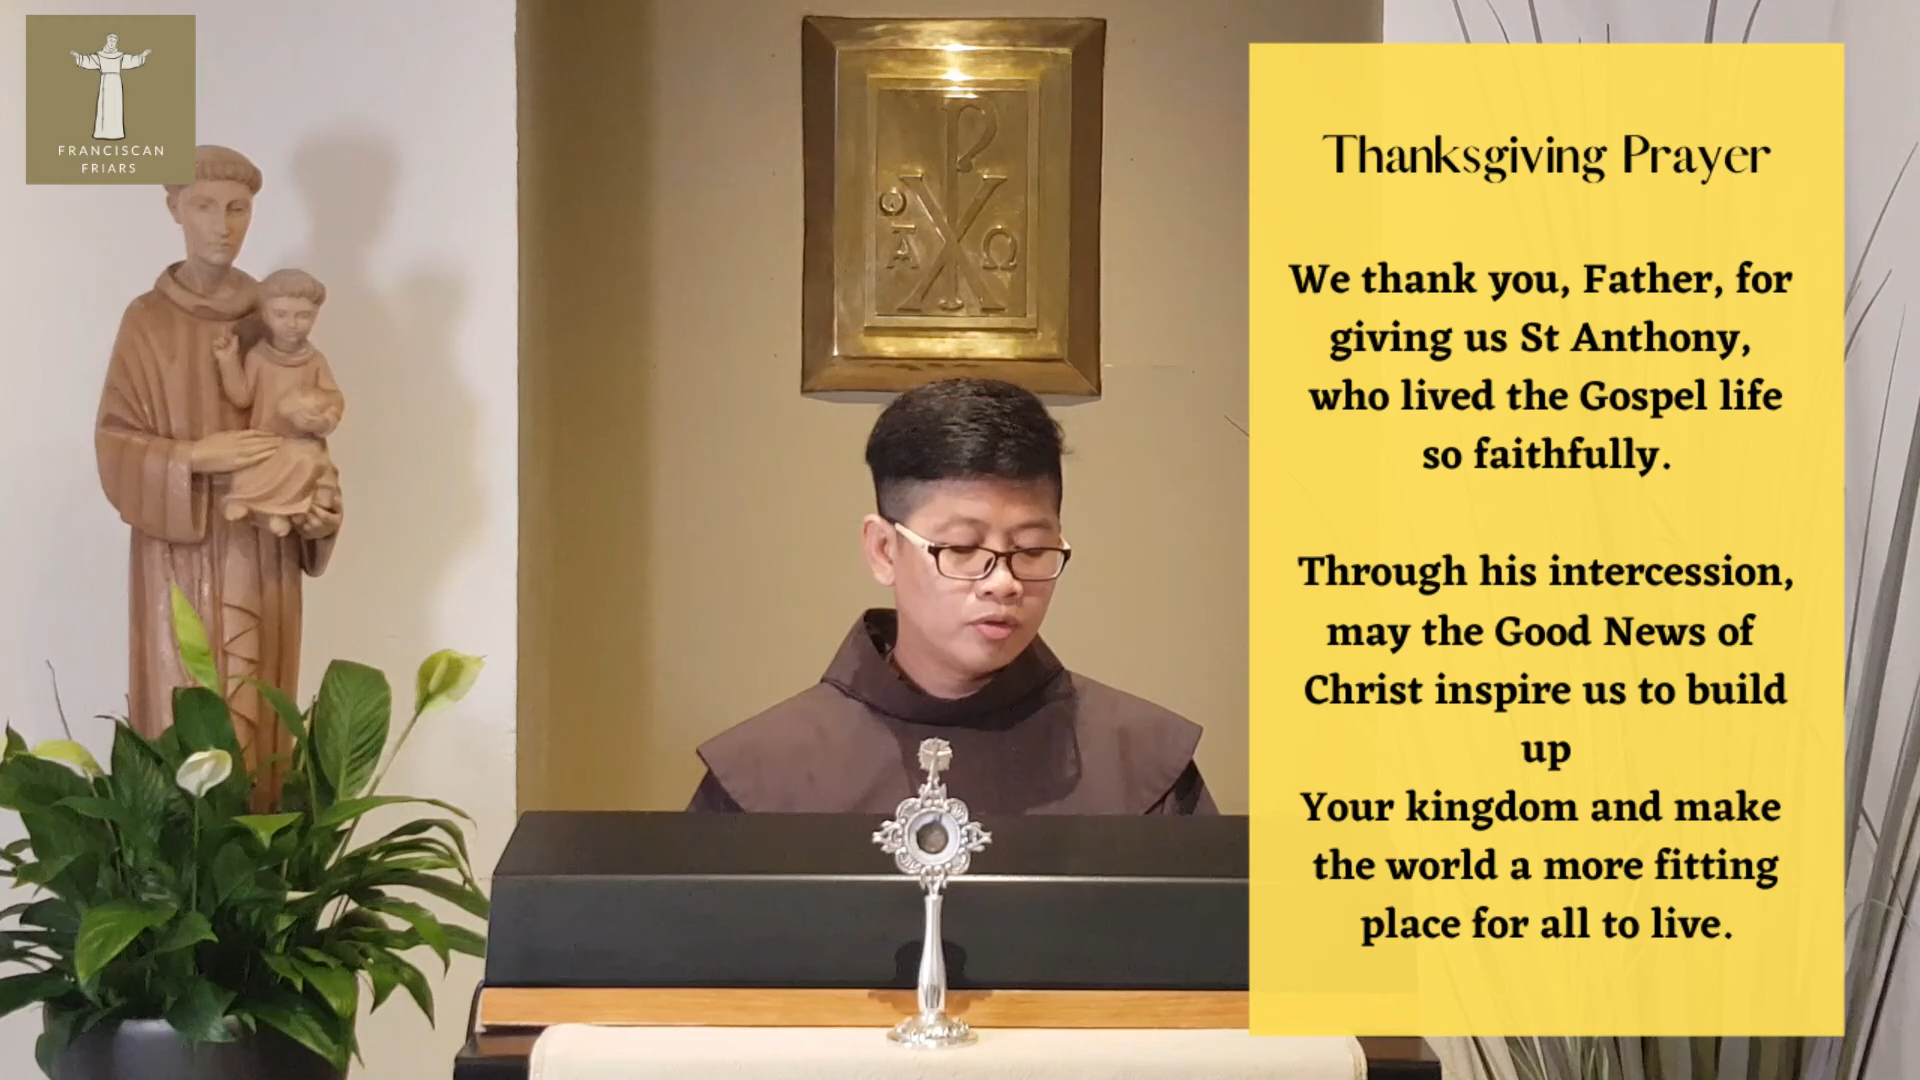 FRANCISCAN
FRIARS
Α
Ω
Thanksgiving Prayer
We thank you, Father, for
giving us St Anthony,
who lived the Gospel life
so faithfully.
Through his intercession,
may the Good News of
Christ inspire us to build
up
Your kingdom and make
the world a more fitting
place for all to live.